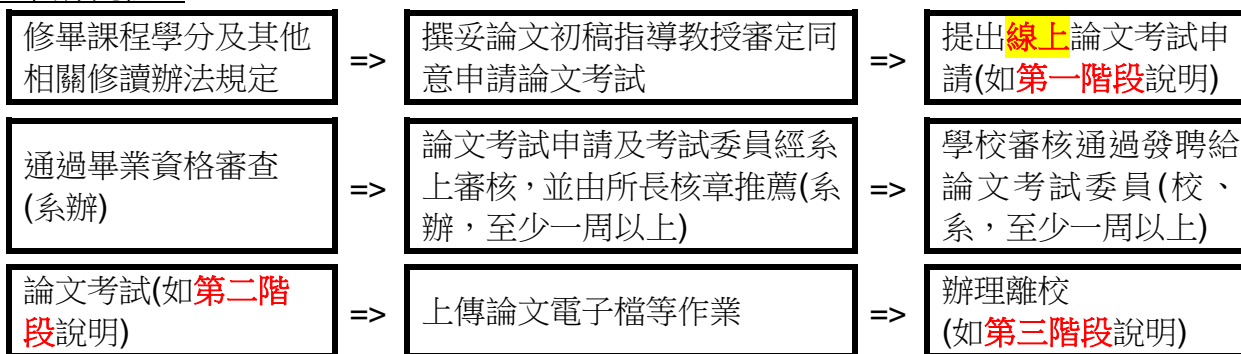 修畢課程學分及其他 => 撰妥論文初稿指導教授審定同 => 提出線上論文考試申
相關修讀辦法規定 意申請論文考試 請(如第一階段說明)
通過畢業資格審查 => 論文考試申請及考試委員經系 => 學校審核通過發聘給
(系辦) 上審核，並由所長核章推薦(系 論文考試委員(校、
辦，至少一周以上) 系，至少一周以上)
論文考試(如第二階 => 上傳論文電子檔等作業 => 辦理離校
段說明) (如第三階段說明)